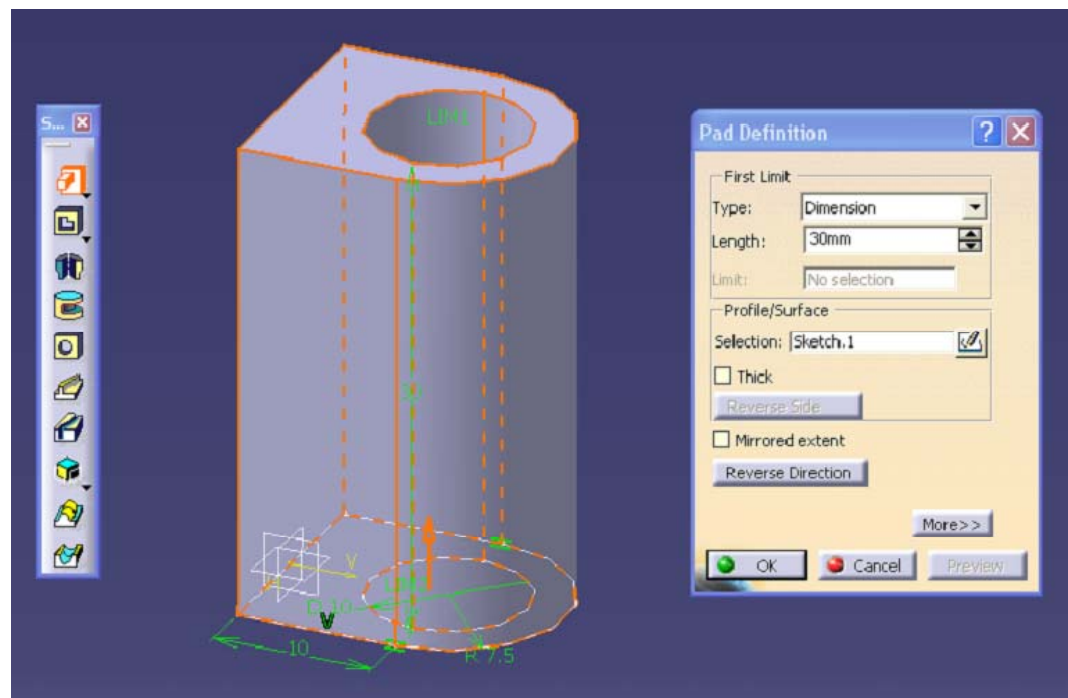 S...
Pad Definition
First Limit
Type: Dimension
Length: 30mm
Limit: No selection
Profile/Surface
Selection: Sketch.1
Thick
Reverse Side
Mirrored extent
Reverse Direction
More>>
OK Cancel Preview
LIM1
30
V
LIM2
D 10
V
10
R 7.5